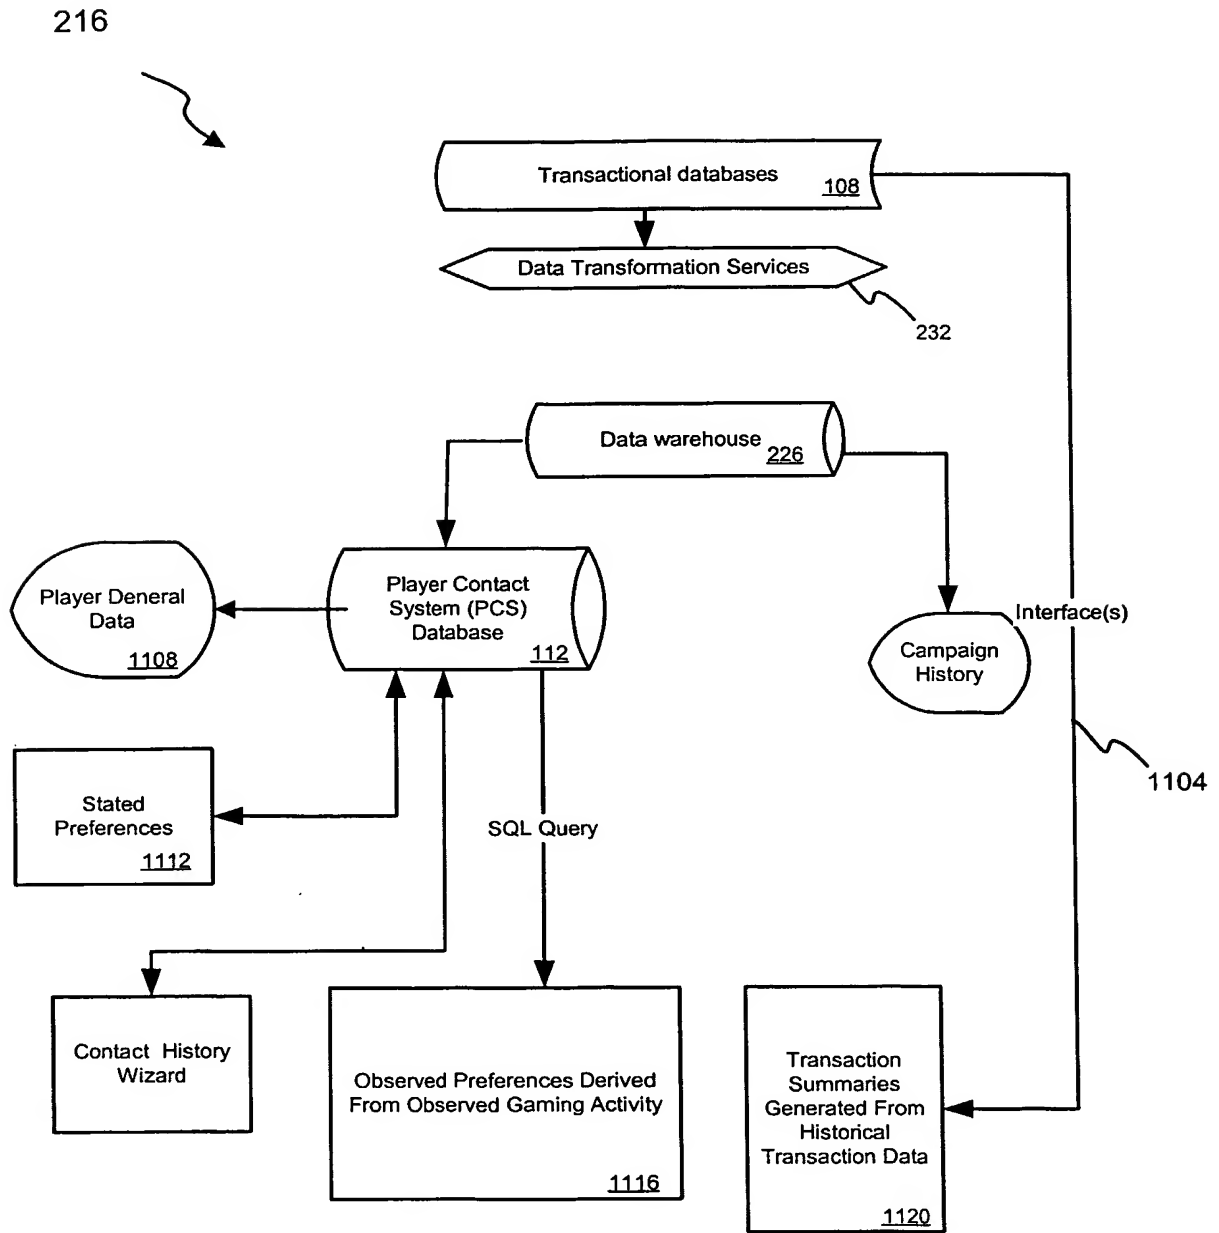 216
Transactional databases
108
Data Transformation Services
232
Data warehouse
226
Player Deneral
Data
1108
Player Contact
System (PCS)
Database
112
Campaign
History
Interface(s)
1104
Stated
Preferences
1112
SQL Query
Contact History
Wizard
Observed Preferences Derived
From Observed Gaming Activity
1116
Transaction
Summaries
Generated From
Historical
Transaction Data
1120